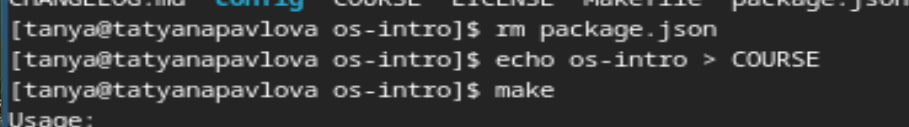 CHANGELOG.md config COURSE LICENSE Makefile package.json
[tanya@tatyanapavlova os-intro]$ rm package.json
[tanya@tatyanapavlova os-intro]$ echo os-intro > COURSE
[tanya@tatyanapavlova os-intro]$ make
Usage: